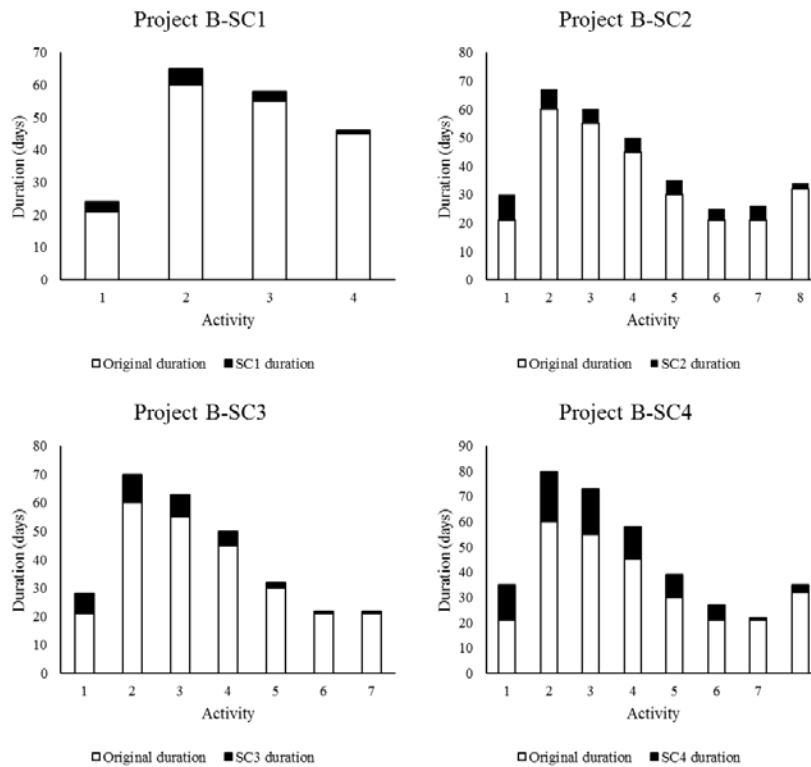 Project B-SC1
70
60
50
40
30
20
10
0
Duration (days)
1 2 3 4
Activity
Original duration SC1 duration
Project B-SC2
80
70
60
50
40
30
20
10
0
Duration (days)
1 2 3 4 5 6 7 8
Activity
Original duration SC2 duration
Project B-SC3
80
70
60
50
40
30
20
10
0
Duration (days)
1 2 3 4 5 6 7
Activity
Original duration SC3 duration
Project B-SC4
90
80
70
60
50
40
30
20
10
0
Duration (days)
1 2 3 4 5 6 7
Activity
Original duration SC4 duration